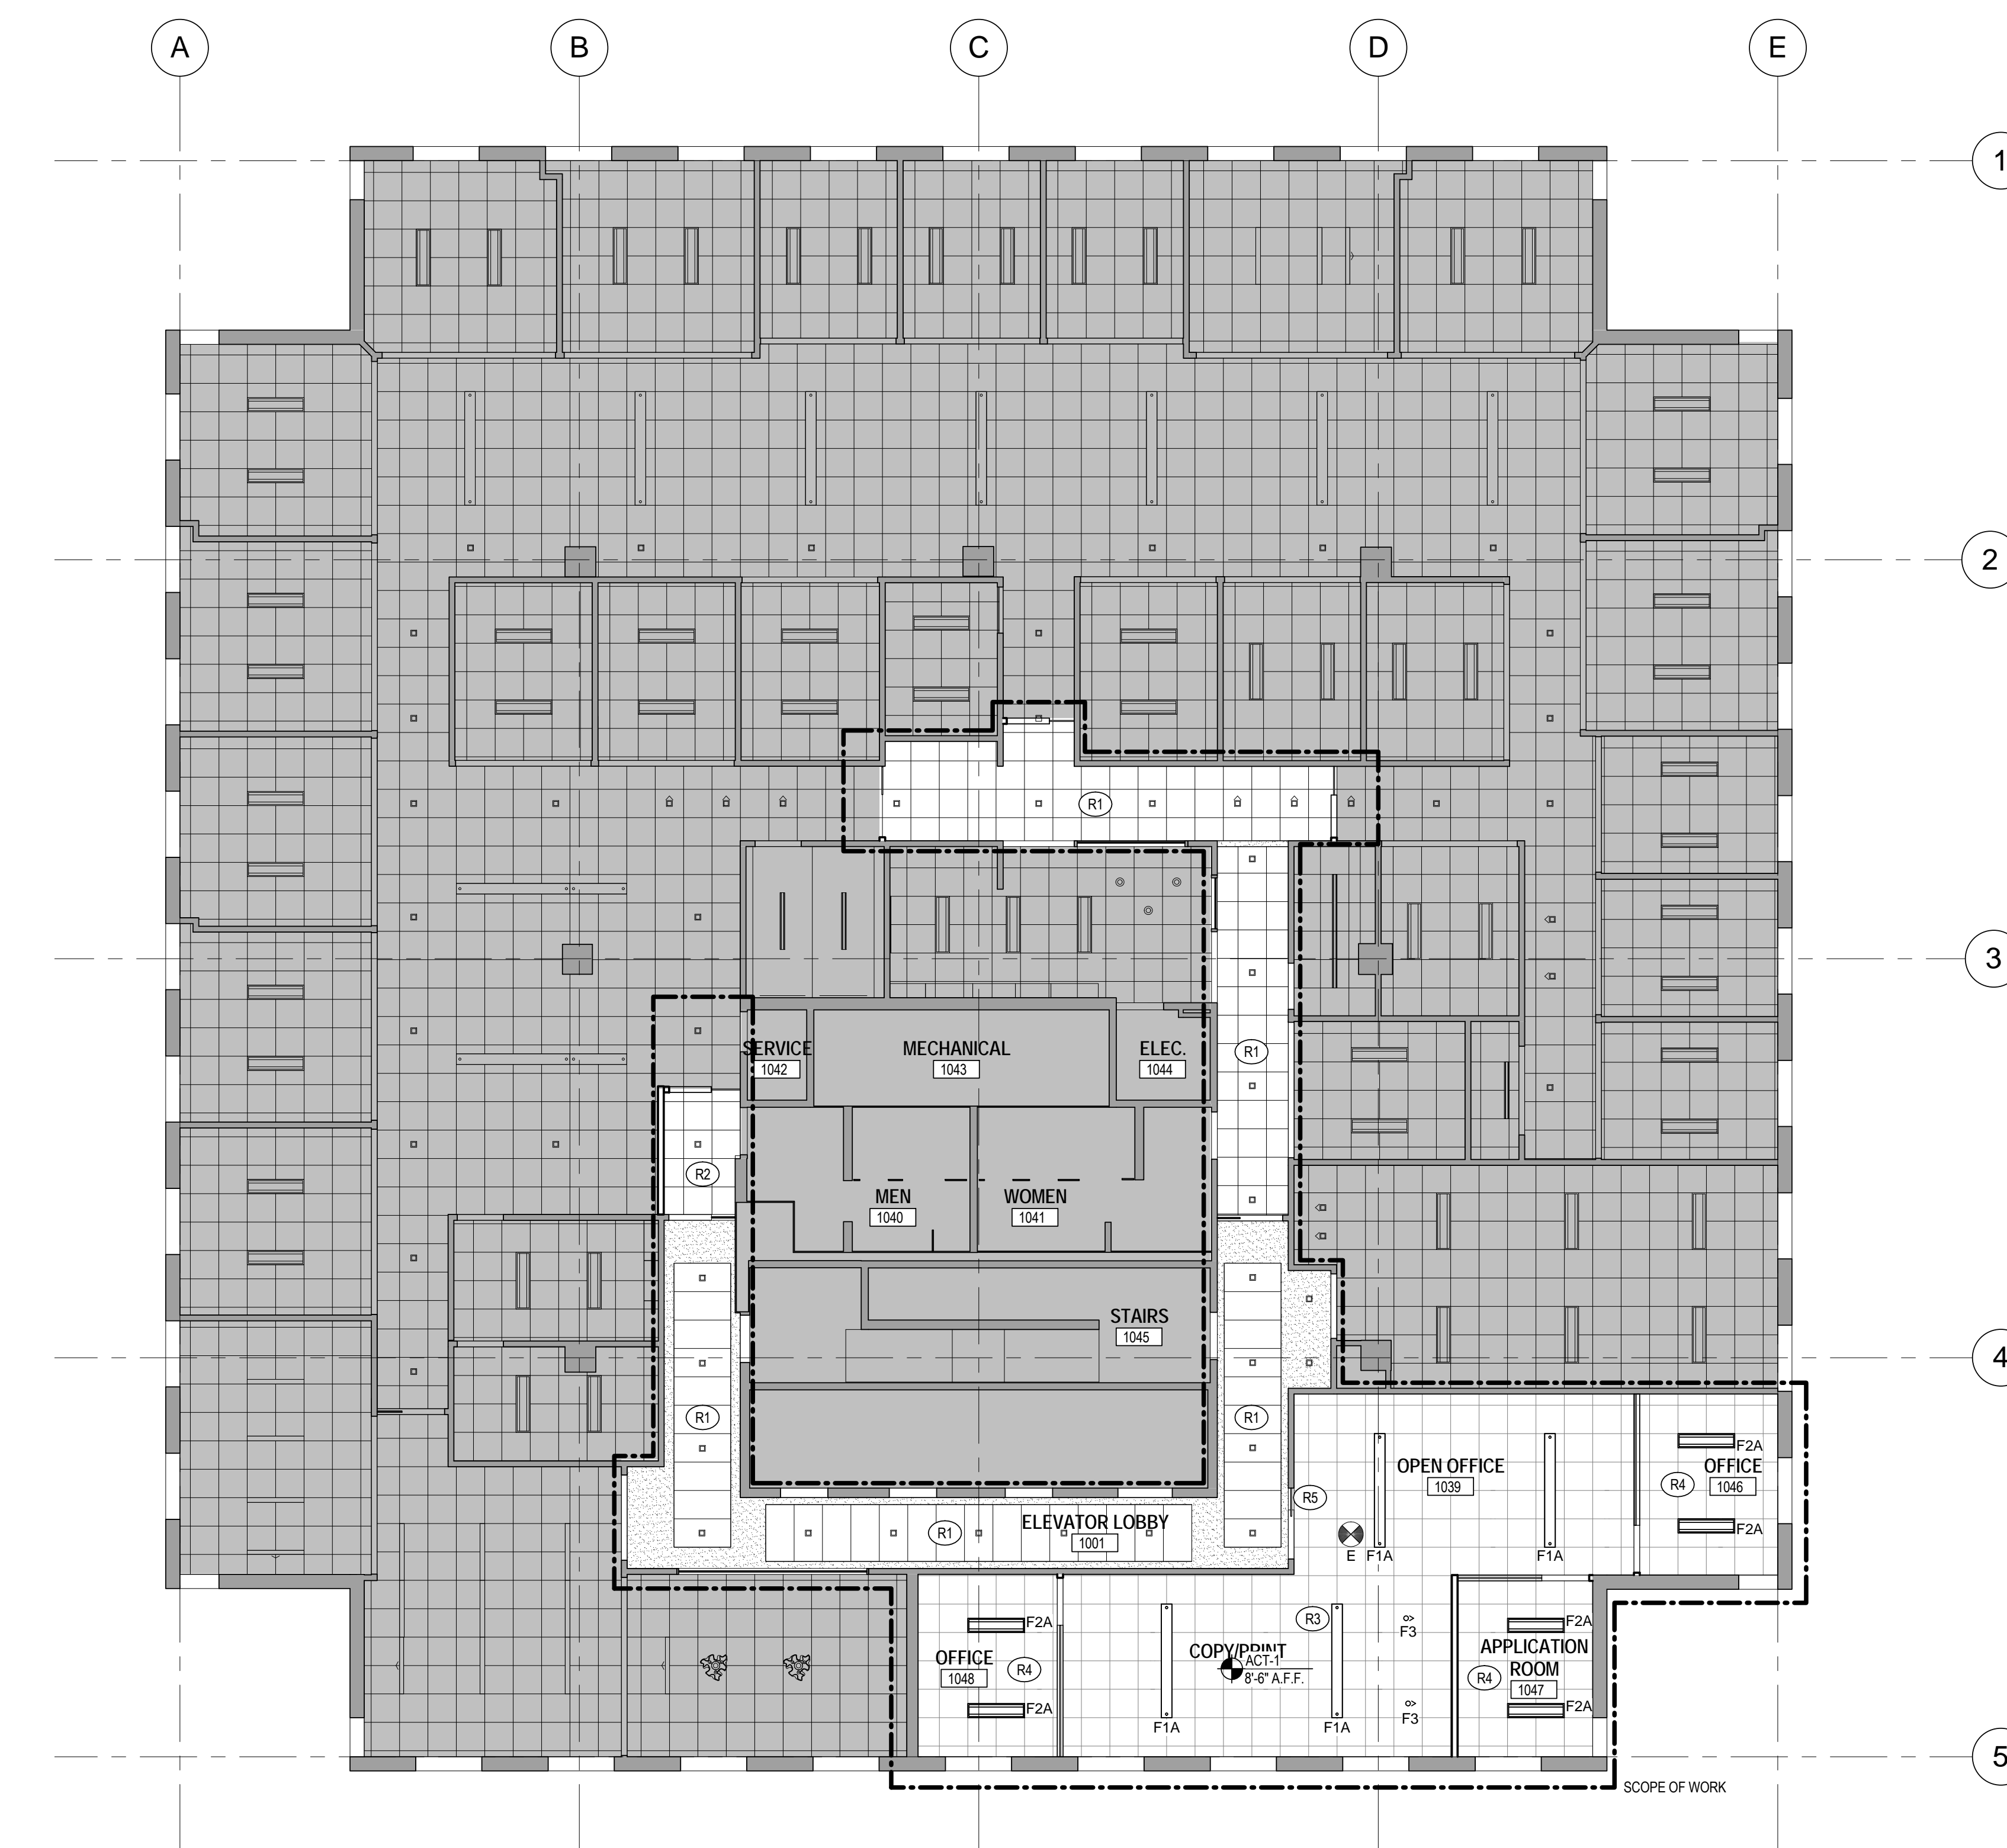 A
B
C
D
E
1
2
R1
3
SERVICE
1042
MECHANICAL
1043
ELEC.
1044
R1
R2
MEN
1040
WOMEN
1041
STAIRS
1045
4
R1
R1
F2A
OPEN OFFICE
1039
R4
OFFICE
1046
R5
F2A
R1
ELEVATOR LOBBY
1001
E
F1A
F1A
F2A
R3
F3
F2A
OFFICE
1048
R4
COPY/PRINT
ACT-1
8'-6" A.F.F.
APPLICATION
ROOM
1047
R4
F2A
F1A
F1A
F3
F2A
5
SCOPE OF WORK